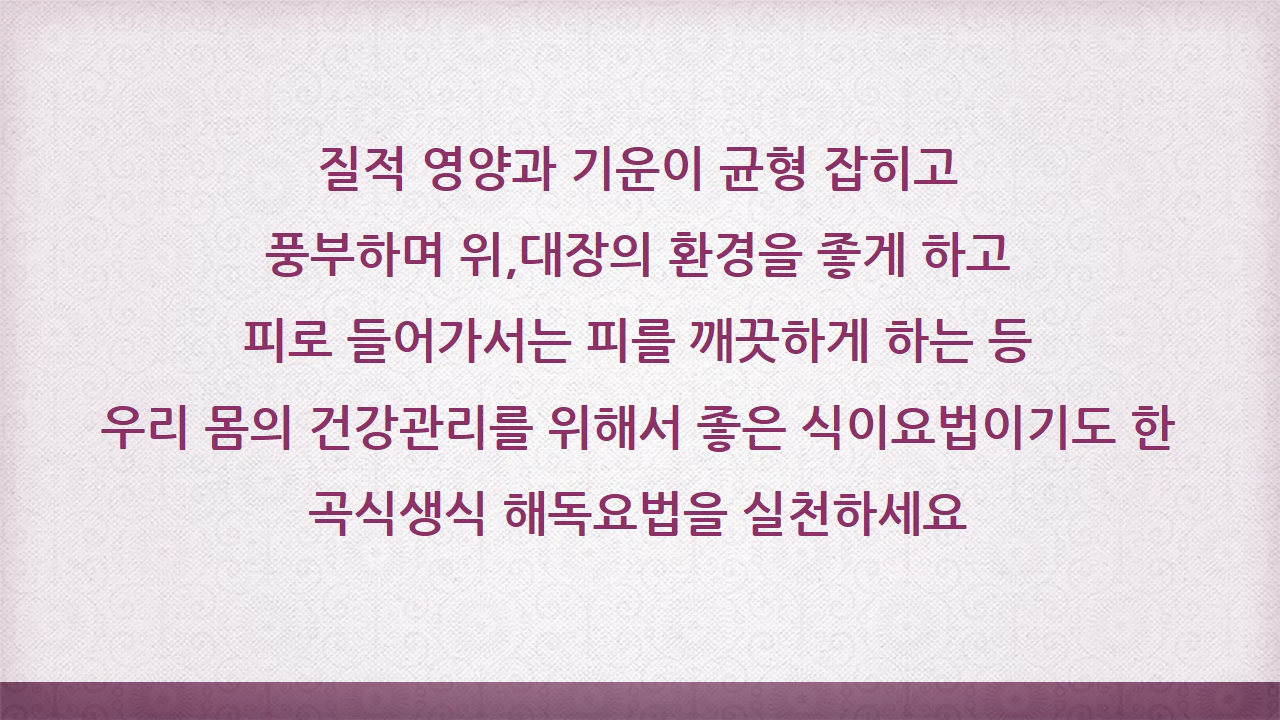 질적 영양과 기운이 균형 잡히고
풍부하며 위,대장의 환경을 좋게 하고
피로 들어가서는 피를 깨끗하게 하는 등
우리 몸의 건강관리를 위해서 좋은 식이요법이기도 한
곡식생식 해독요법을 실천하세요